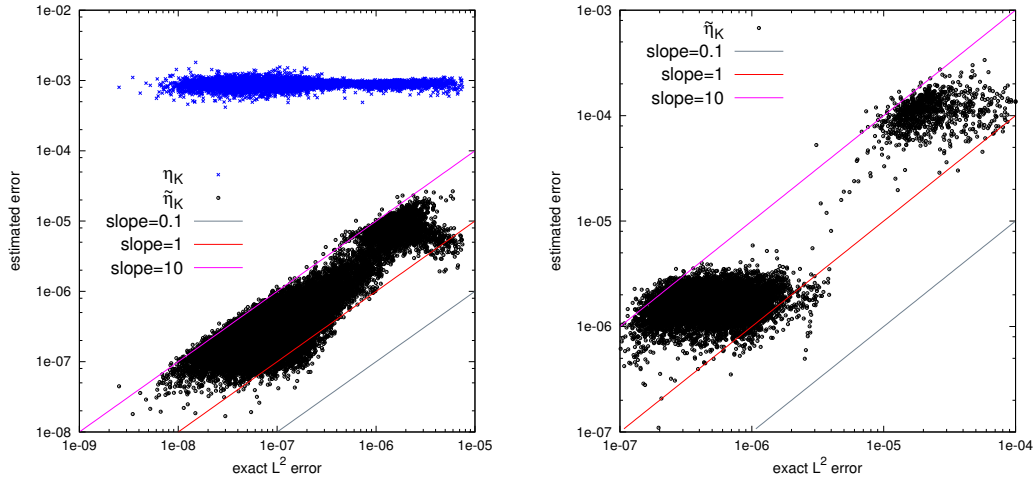 1e-02
1e-03
1e-04
1e-05
1e-06
1e-07
1e-08
estimated error
η_K
η̃_K
slope=0.1
slope=1
slope=10
1e-09 1e-08 1e-07 1e-06 1e-05
exact L² error
1e-03
1e-04
1e-05
1e-06
1e-07
estimated error
η̃_K
slope=0.1
slope=1
slope=10
1e-07 1e-06 1e-05 1e-04
exact L² error